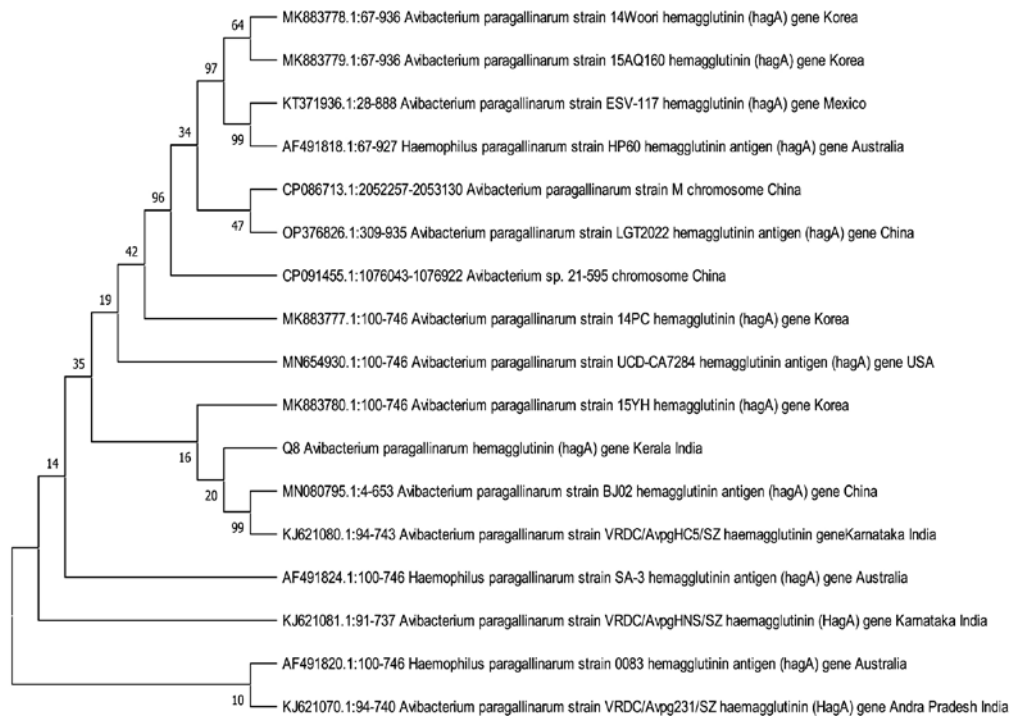 64
MK883778.1:67-936 Avibacterium paragallinarum strain 14Woori hemagglutinin (hagA) gene Korea
MK883779.1:67-936 Avibacterium paragallinarum strain 15AQ160 hemagglutinin (hagA) gene Korea
97
KT371936.1:28-888 Avibacterium paragallinarum strain ESV-117 hemagglutinin (hagA) gene Mexico
99
AF491818.1:67-927 Haemophilus paragallinarum strain HP60 hemagglutinin antigen (hagA) gene Australia
34
CP086713.1:2052257-2053130 Avibacterium paragallinarum strain M chromosome China
96
47
OP376826.1:309-935 Avibacterium paragallinarum strain LGT2022 hemagglutinin antigen (hagA) gene China
42
CP091455.1:1076043-1076922 Avibacterium sp. 21-595 chromosome China
19
MK883777.1:100-746 Avibacterium paragallinarum strain 14PC hemagglutinin (hagA) gene Korea
35
MN654930.1:100-746 Avibacterium paragallinarum strain UCD-CA7284 hemagglutinin antigen (hagA) gene USA
MK883780.1:100-746 Avibacterium paragallinarum strain 15YH hemagglutinin (hagA) gene Korea
14
16
Q8 Avibacterium paragallinarum hemagglutinin (hagA) gene Kerala India
20
MN080795.1:4-653 Avibacterium paragallinarum strain BJ02 hemagglutinin antigen (hagA) gene China
99
KJ621080.1:94-743 Avibacterium paragallinarum strain VRDC/AvpgHC5/SZ haemagglutinin geneKarnataka India
AF491824.1:100-746 Haemophilus paragallinarum strain SA-3 hemagglutinin antigen (hagA) gene Australia
KJ621081.1:91-737 Avibacterium paragallinarum strain VRDC/AvpgHNS/SZ haemagglutinin (HagA) gene Karnataka India
AF491820.1:100-746 Haemophilus paragallinarum strain 0083 hemagglutinin antigen (hagA) gene Australia
10
KJ621070.1:94-740 Avibacterium paragallinarum strain VRDC/Avpg231/SZ haemagglutinin (HagA) gene Andra Pradesh India